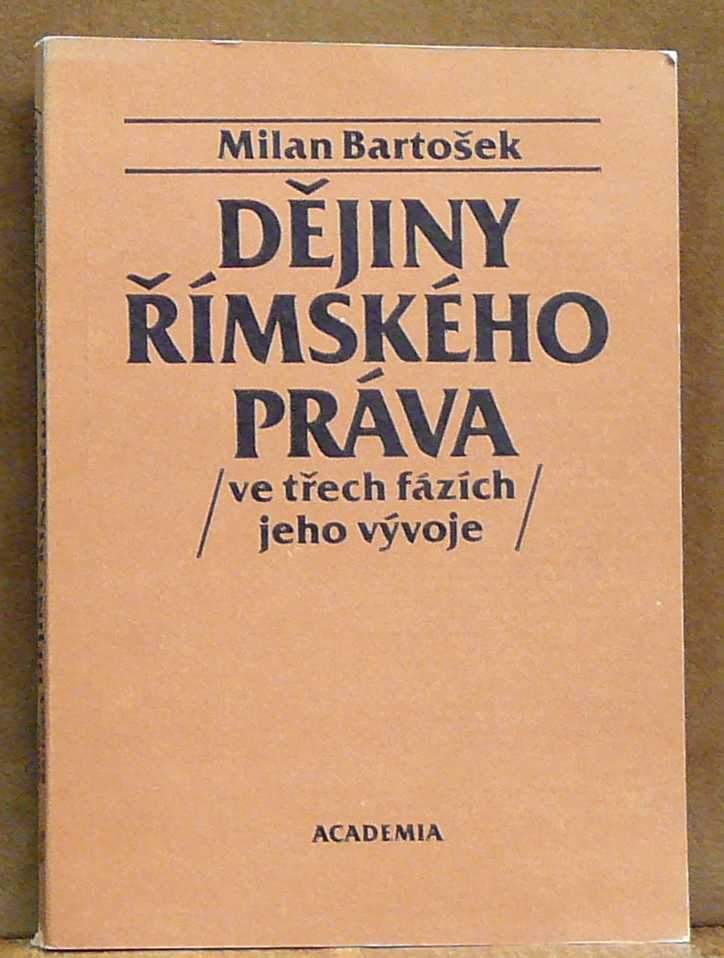 Milan Bartošek
DĚJINY
ŘÍMSKÉHO
PRÁVA
/ve třech fázích/
jeho vývoje
ACADEMIA